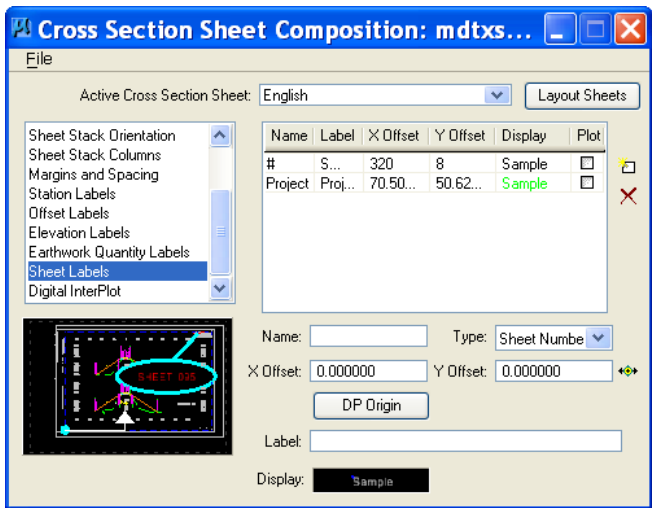 Cross Section Sheet Composition: mdtxs...
File
Active Cross Section Sheet: English Layout Sheets
Sheet Stack Orientation
Sheet Stack Columns
Margins and Spacing
Station Labels
Offset Labels
Elevation Labels
Earthwork Quantity Labels
Sheet Labels
Digital InterPlot
Name Label X Offset Y Offset Display Plot
# S... 320 8 Sample
Project Proj... 70.50... 50.62... Sample
SHEET 035
Name: Type: Sheet Numbe
X Offset: 0.000000 Y Offset: 0.000000
DP Origin
Label:
Display: Sample